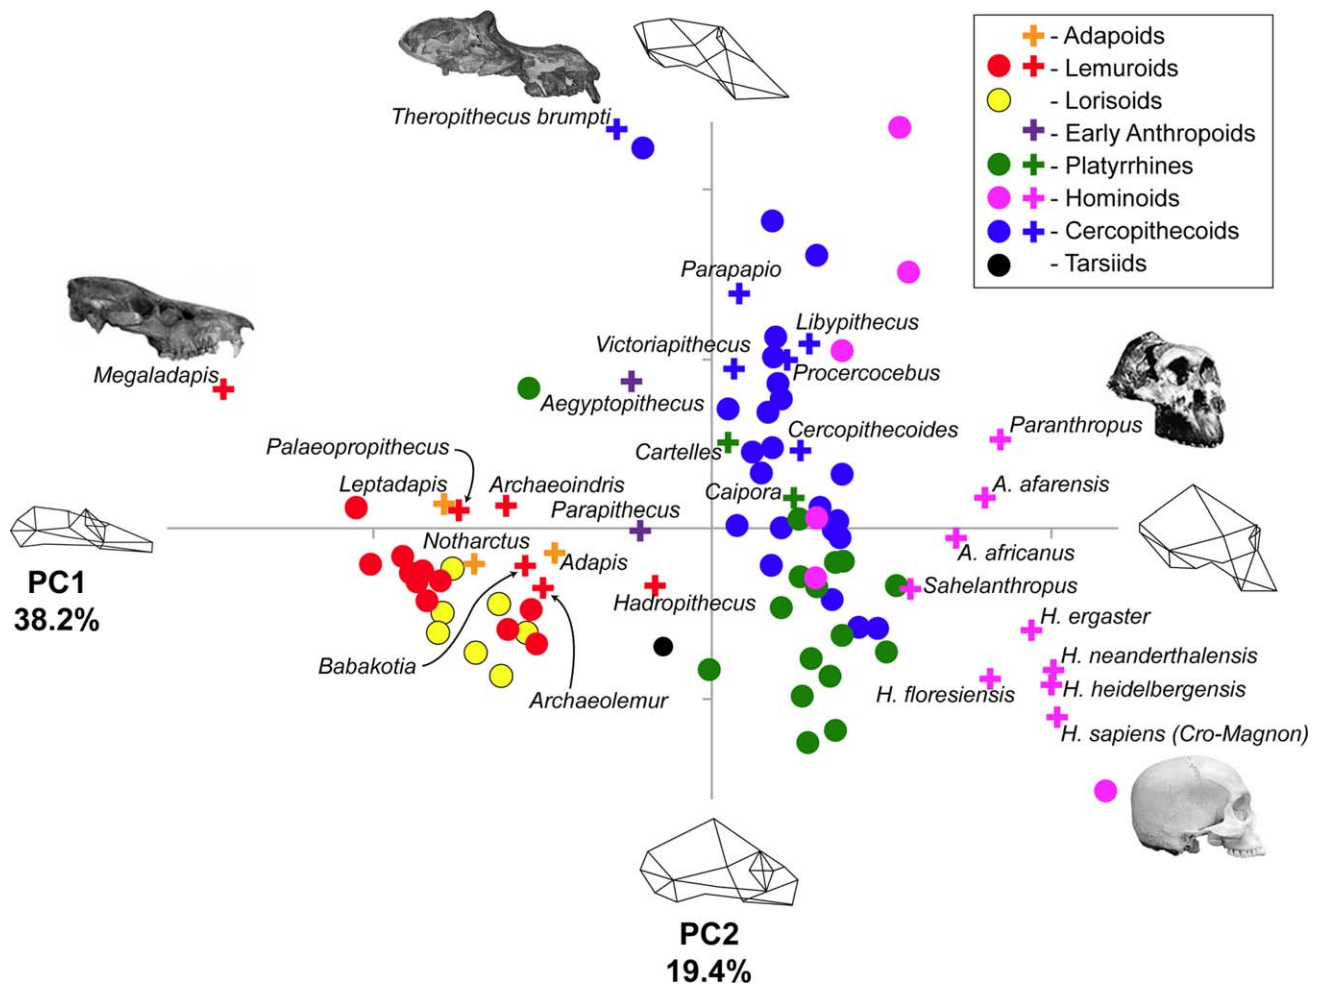 - Adapoids
- Lemuroids
- Lorisoids
- Early Anthropoids
- Platyrrhines
- Hominoids
- Cercopithecoids
- Tarsiids
Theropithecus brumpti
Parapapio
Libypithecus
Victoriapithecus
Procercocebus
Megaladapis
Aegyptopithecus
Paranthropus
Cercopithecoides
Palaeopropithecus
Cartelles
Leptadapis
Archaeoindris
Caipora
A. afarensis
Parapithecus
Notharctus
Adapis
A. africanus
PC1
38.2%
Hadropithecus
Sahelanthropus
H. ergaster
Babakotia
H. neanderthalensis
H. floresiensis
H. heidelbergensis
Archaeolemur
H. sapiens (Cro-Magnon)
PC2
19.4%